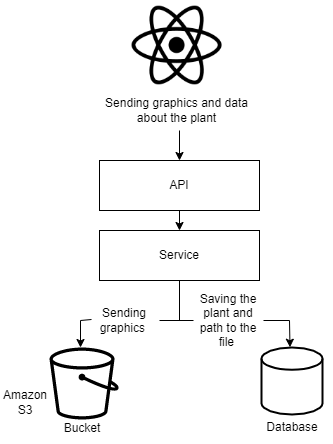 Sending graphics and data
about the plant
API
Service
Sending
graphics
Saving the
plant and
path to the
file
Amazon
S3
Bucket
Database